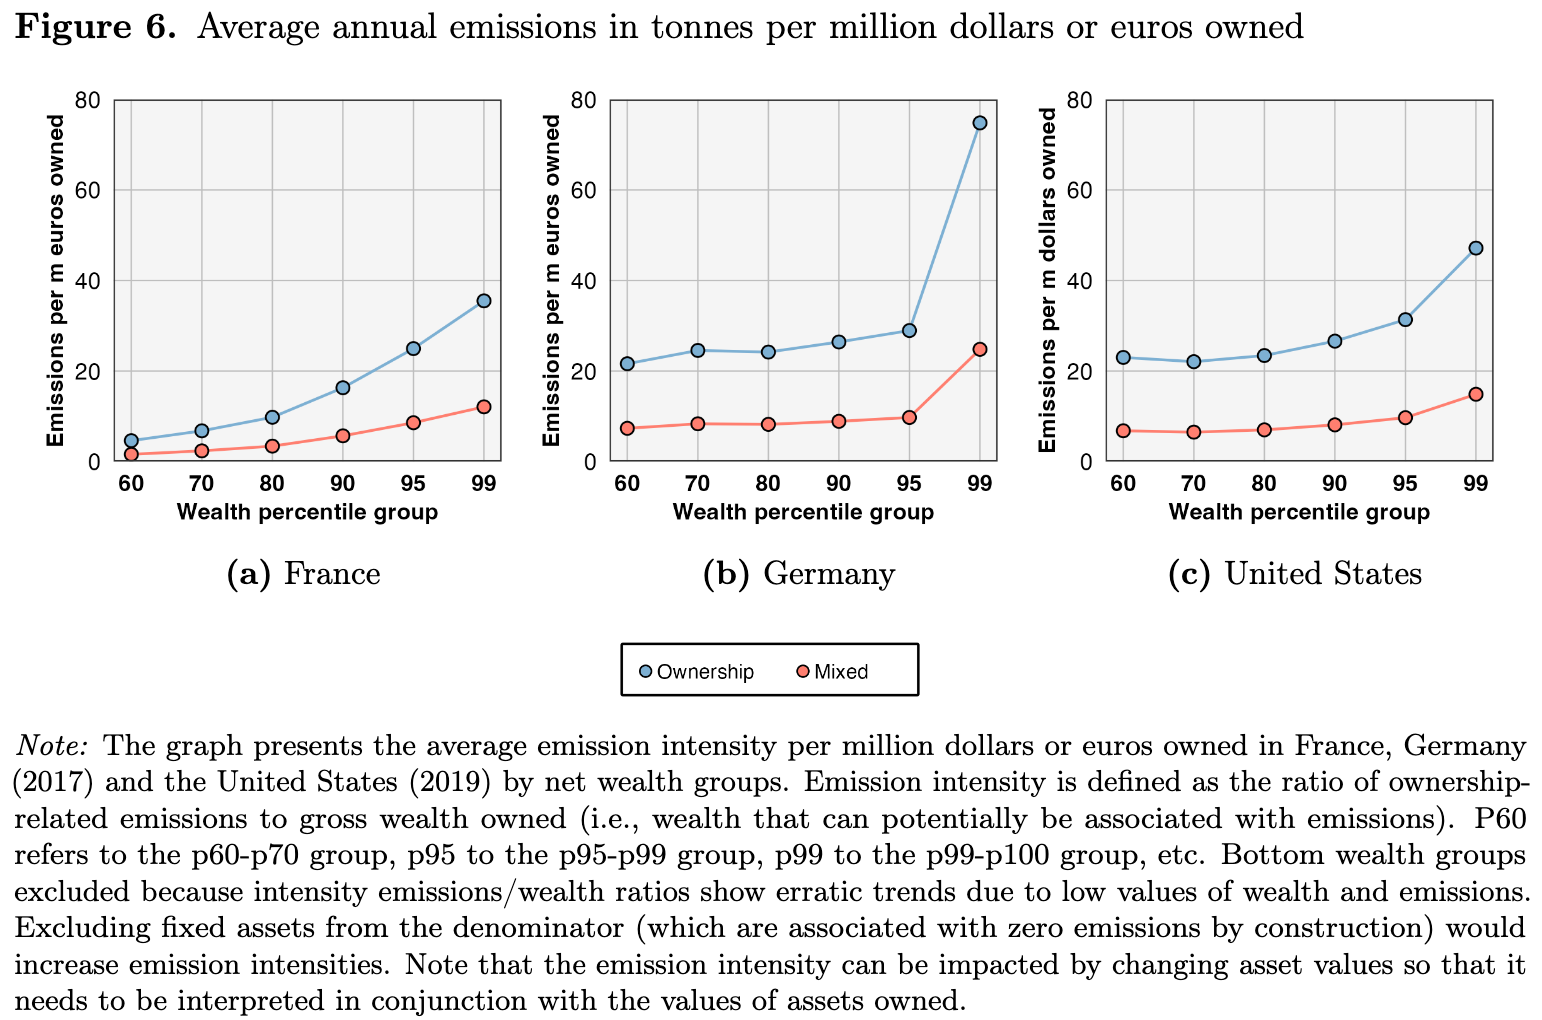 Figure 6. Average annual emissions in tonnes per million dollars or euros owned
Emissions per m euros owned
80
60
40
20
0
60 70 80 90 95 99
Wealth percentile group
(a) France
Emissions per m euros owned
80
60
40
20
0
60 70 80 90 95 99
Wealth percentile group
(b) Germany
Emissions per m dollars owned
80
60
40
20
0
60 70 80 90 95 99
Wealth percentile group
(c) United States
Ownership Mixed
Note: The graph presents the average emission intensity per million dollars or euros owned in France, Germany
(2017) and the United States (2019) by net wealth groups. Emission intensity is defined as the ratio of ownership-
related emissions to gross wealth owned (i.e., wealth that can potentially be associated with emissions). P60
refers to the p60-p70 group, p95 to the p95-p99 group, p99 to the p99-p100 group, etc. Bottom wealth groups
excluded because intensity emissions/wealth ratios show erratic trends due to low values of wealth and emissions.
Excluding fixed assets from the denominator (which are associated with zero emissions by construction) would
increase emission intensities. Note that the emission intensity can be impacted by changing asset values so that it
needs to be interpreted in conjunction with the values of assets owned.